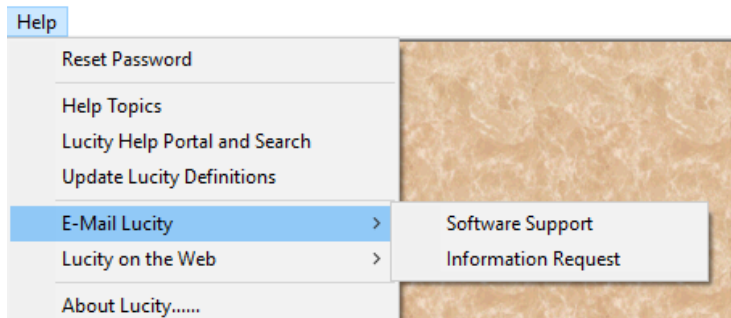 Help
Reset Password
Help Topics
Lucity Help Portal and Search
Update Lucity Definitions
E-Mail Lucity
Software Support
Lucity on the Web
Information Request
About Lucity......